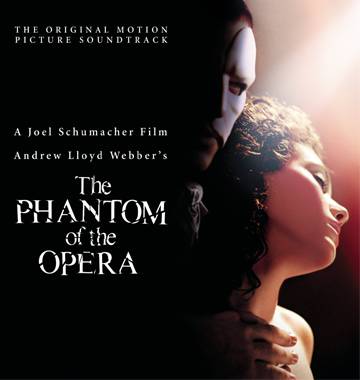 THE ORIGINAL MOTION
PICTURE SOUNDTRACK
A Joel Schumacher Film
Andrew Lloyd Webber's
The
PHANTOM
of the
OPERA